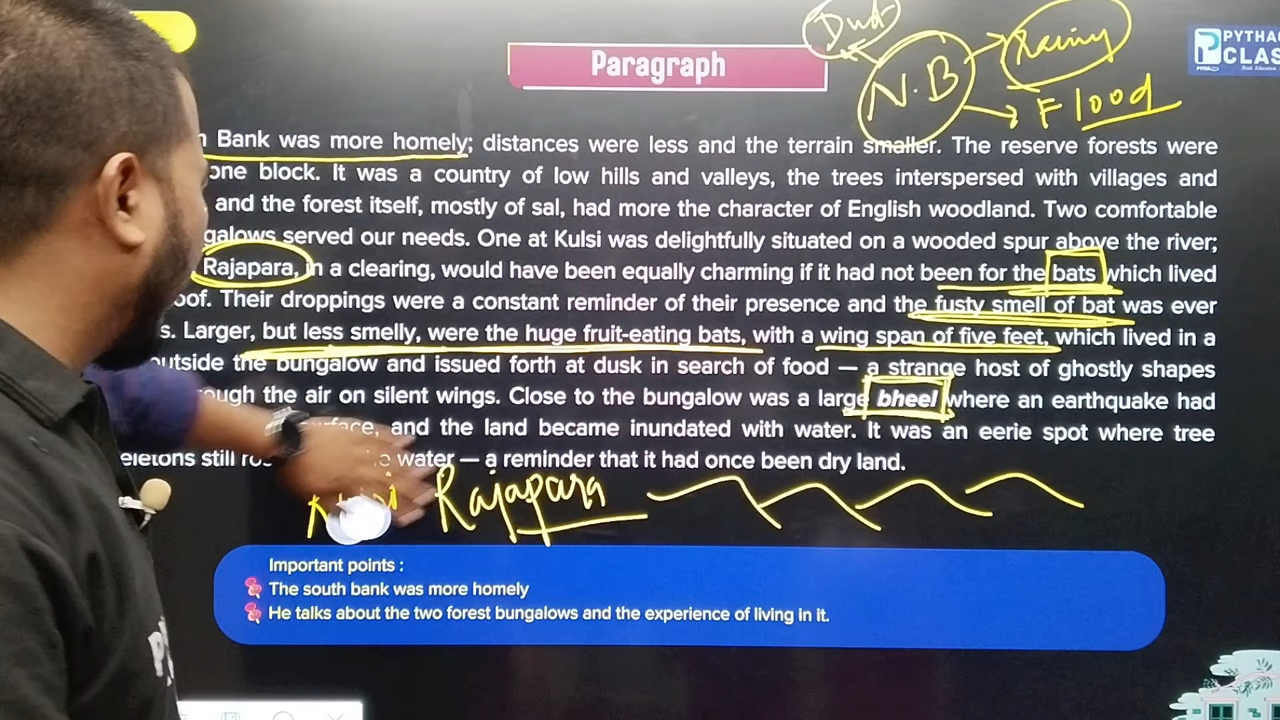 Dust
Rainy
N.B
Flood
PYTHAG
CLAS
Paragraph
Bank was more homely; distances were less and the terrain smaller. The reserve forests were
one block. It was a country of low hills and valleys, the trees interspersed with villages and
and the forest itself, mostly of sal, had more the character of English woodland. Two comfortable
galows served our needs. One at Kulsi was delightfully situated on a wooded spur above the river;
Rajapara, in a clearing, would have been equally charming if it had not been for the bats which lived
oof. Their droppings were a constant reminder of their presence and the fusty smell of bat was ever
s. Larger, but less smelly, were the huge fruit-eating bats, with a wing span of five feet, which lived in a
outside the bungalow and issued forth at dusk in search of food — a strange host of ghostly shapes
ough the air on silent wings. Close to the bungalow was a large bheel where an earthquake had
and the land became inundated with water. It was an eerie spot where tree
eletons still water — a reminder that it had once been dry land.
Rajapara
Important points :
The south bank was more homely
He talks about the two forest bungalows and the experience of living in it.